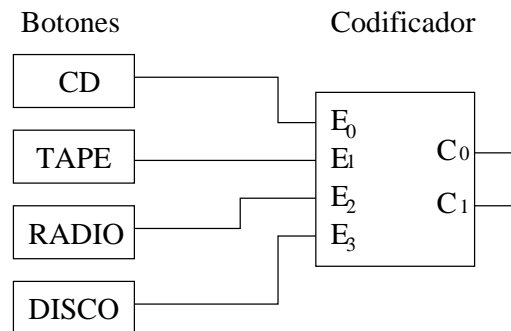 Botones
Codificador
CD
TAPE
RADIO
DISCO
E0
E1
E2
E3
C0
C1